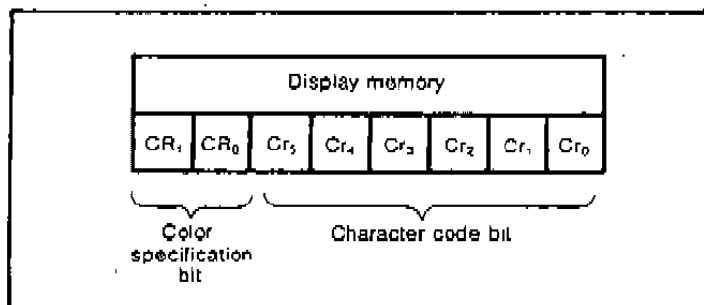 Display memory
CR₁ CR₀ Cr₅ Cr₄ Cr₃ Cr₂ Cr₁ Cr₀
Color
specification
bit
Character code bit